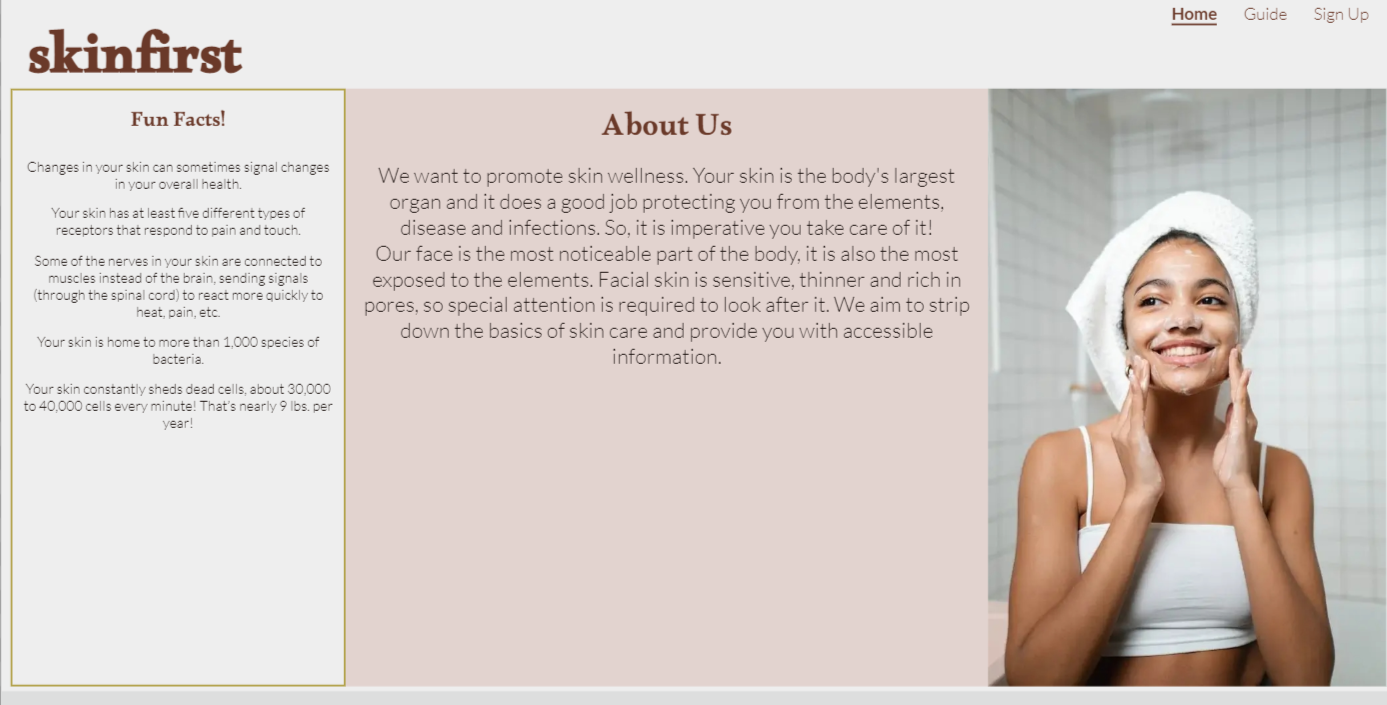 Home Guide Sign Up
skinfirst
Fun Facts!
Changes in your skin can sometimes signal changes
in your overall health.
Your skin has at least five different types of
receptors that respond to pain and touch.
Some of the nerves in your skin are connected to
muscles instead of the brain, sending signals
(through the spinal cord) to react more quickly to
heat, pain, etc.
Your skin is home to more than 1,000 species of
bacteria.
Your skin constantly sheds dead cells, about 30,000
to 40,000 cells every minute! That's nearly 9 lbs. per
year!
About Us
We want to promote skin wellness. Your skin is the body's largest
organ and it does a good job protecting you from the elements,
disease and infections. So, it is imperative you take care of it!
Our face is the most noticeable part of the body, it is also the most
exposed to the elements. Facial skin is sensitive, thinner and rich in
pores, so special attention is required to look after it. We aim to strip
down the basics of skin care and provide you with accessible
information.